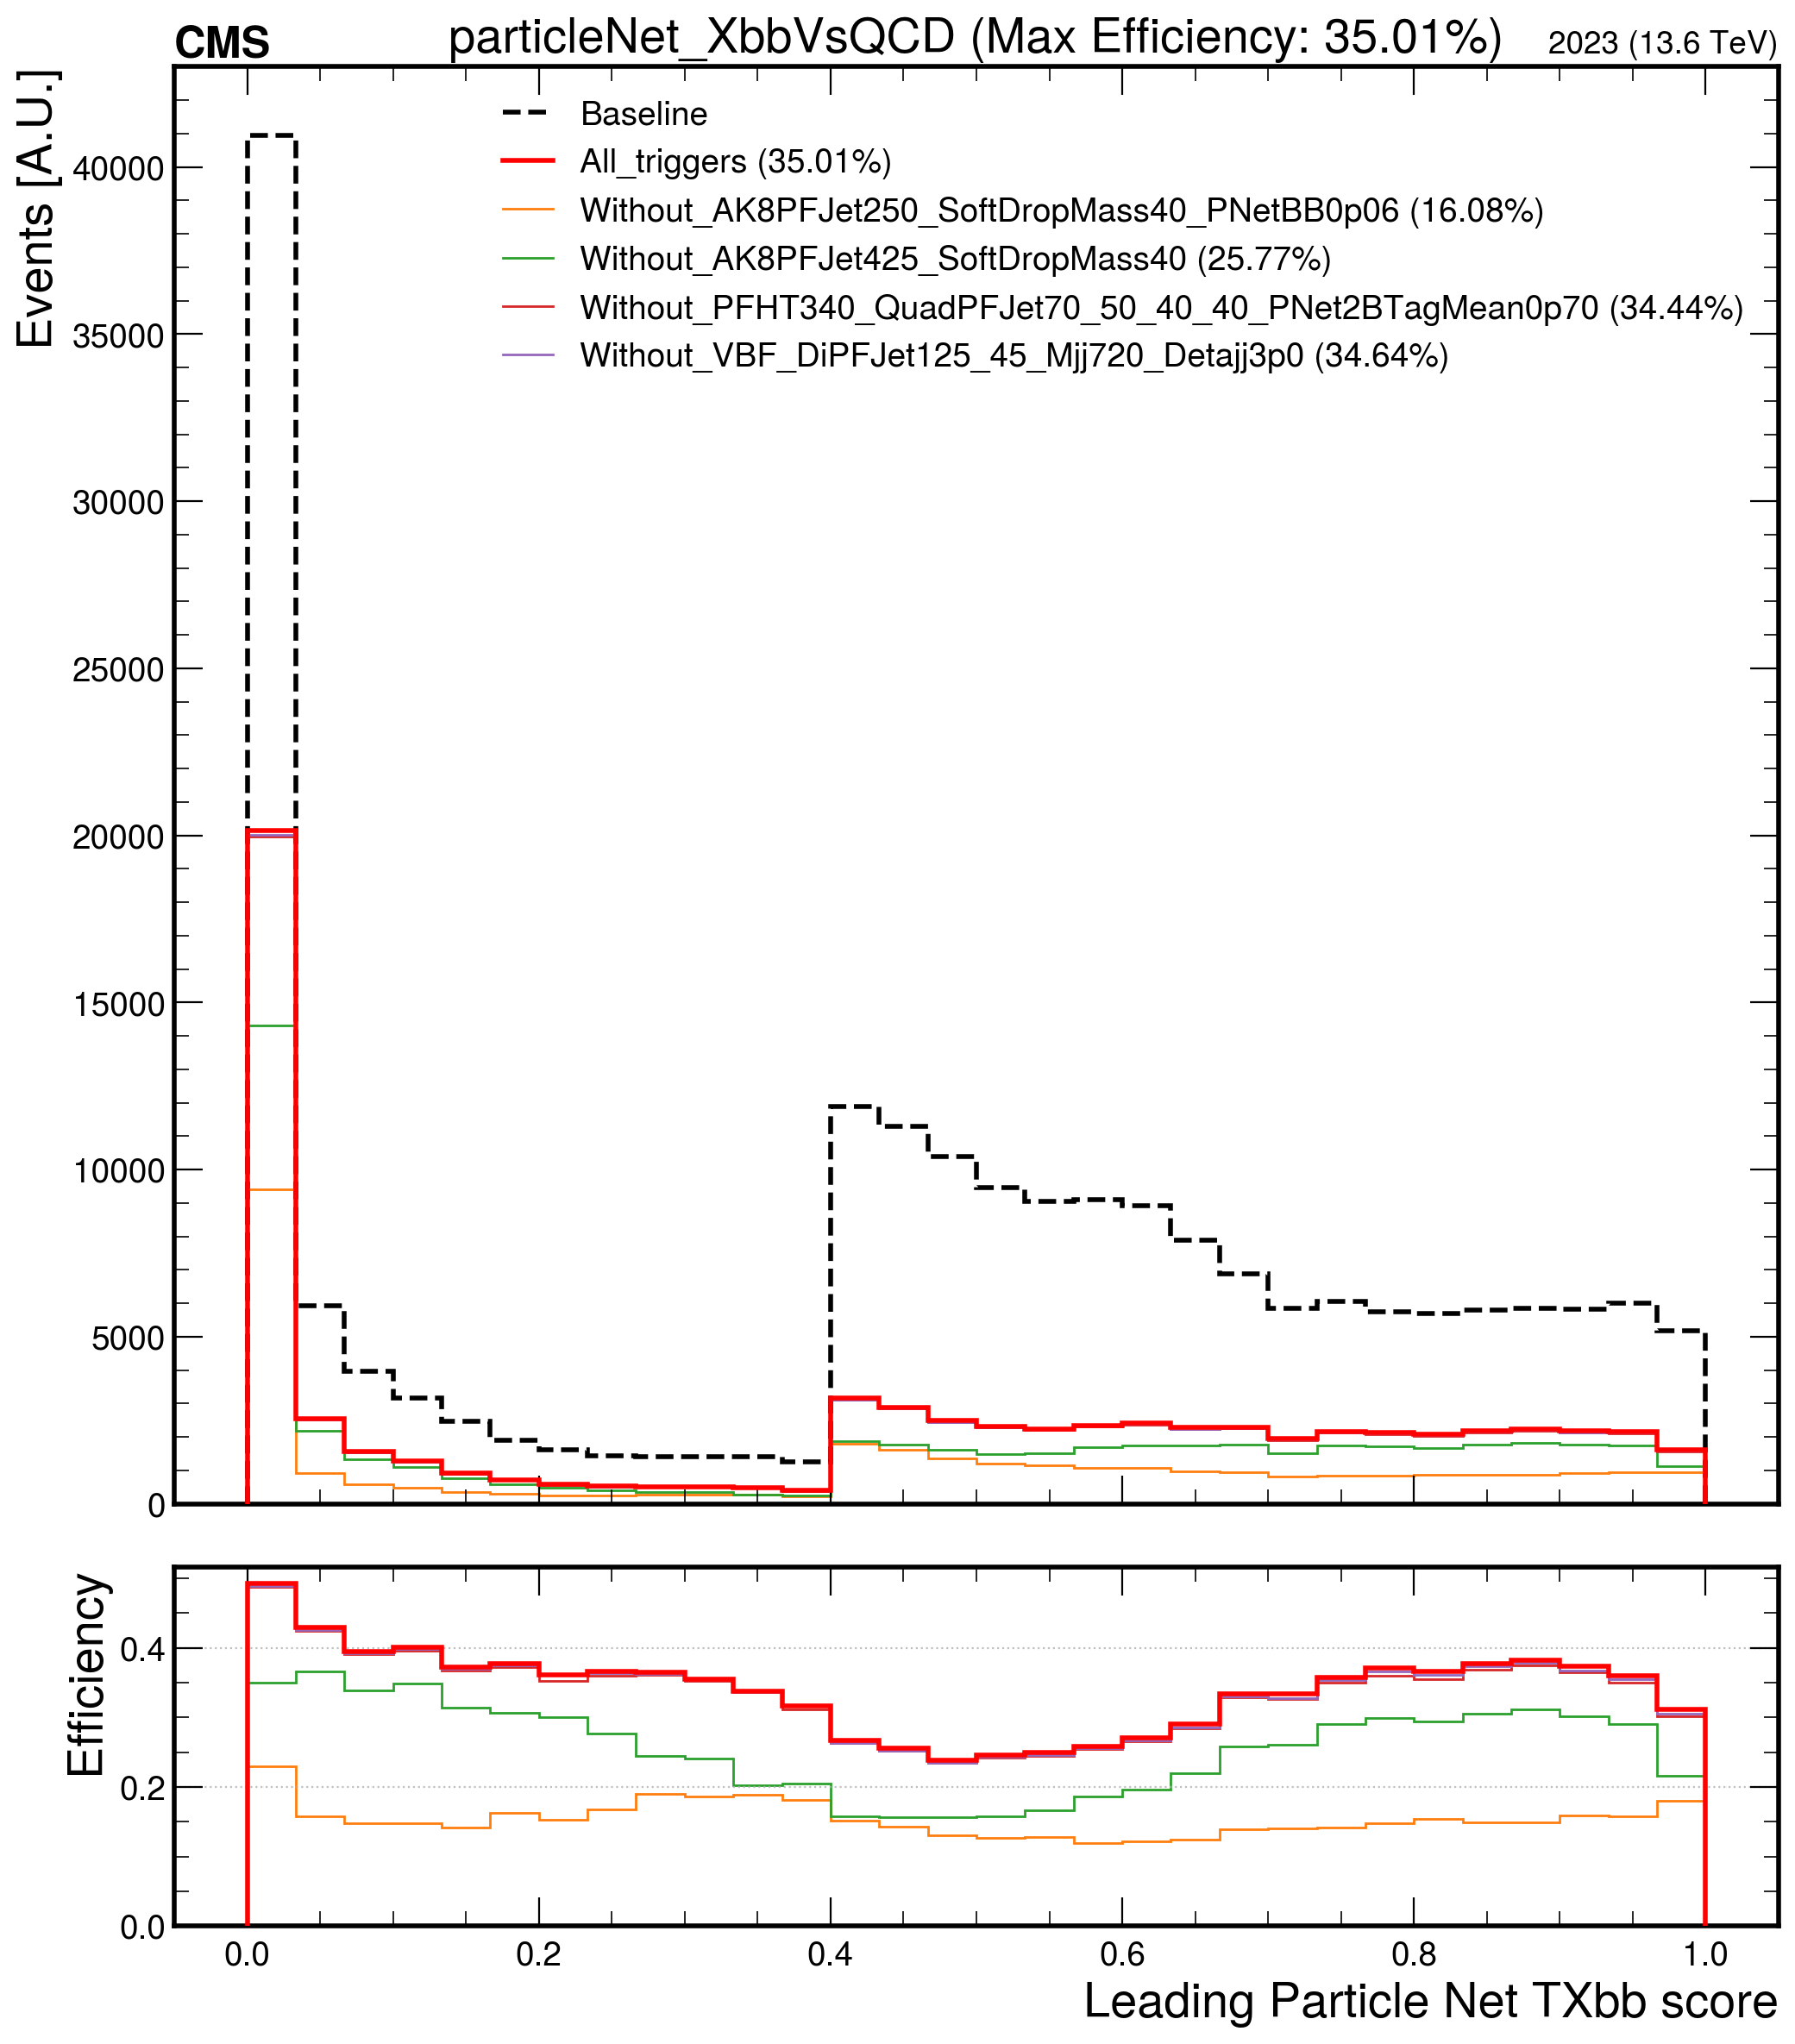 CMS particleNet_XbbVsQCD (Max Efficiency: 35.01%) 2023 (13.6 TeV)
Events [A.U.]
Baseline
All_triggers (35.01%)
Without_AK8PFJet250_SoftDropMass40_PNetBB0p06 (16.08%)
Without_AK8PFJet425_SoftDropMass40 (25.77%)
Without_PFHT340_QuadPFJet70_50_40_40_PNet2BTagMean0p70 (34.44%)
Without_VBF_DiPFJet125_45_Mjj720_Detajj3p0 (34.64%)
40000
35000
30000
25000
20000
15000
10000
5000
0
Efficiency
0.4
0.2
0.0
0.0 0.2 0.4 0.6 0.8 1.0
Leading Particle Net TXbb score